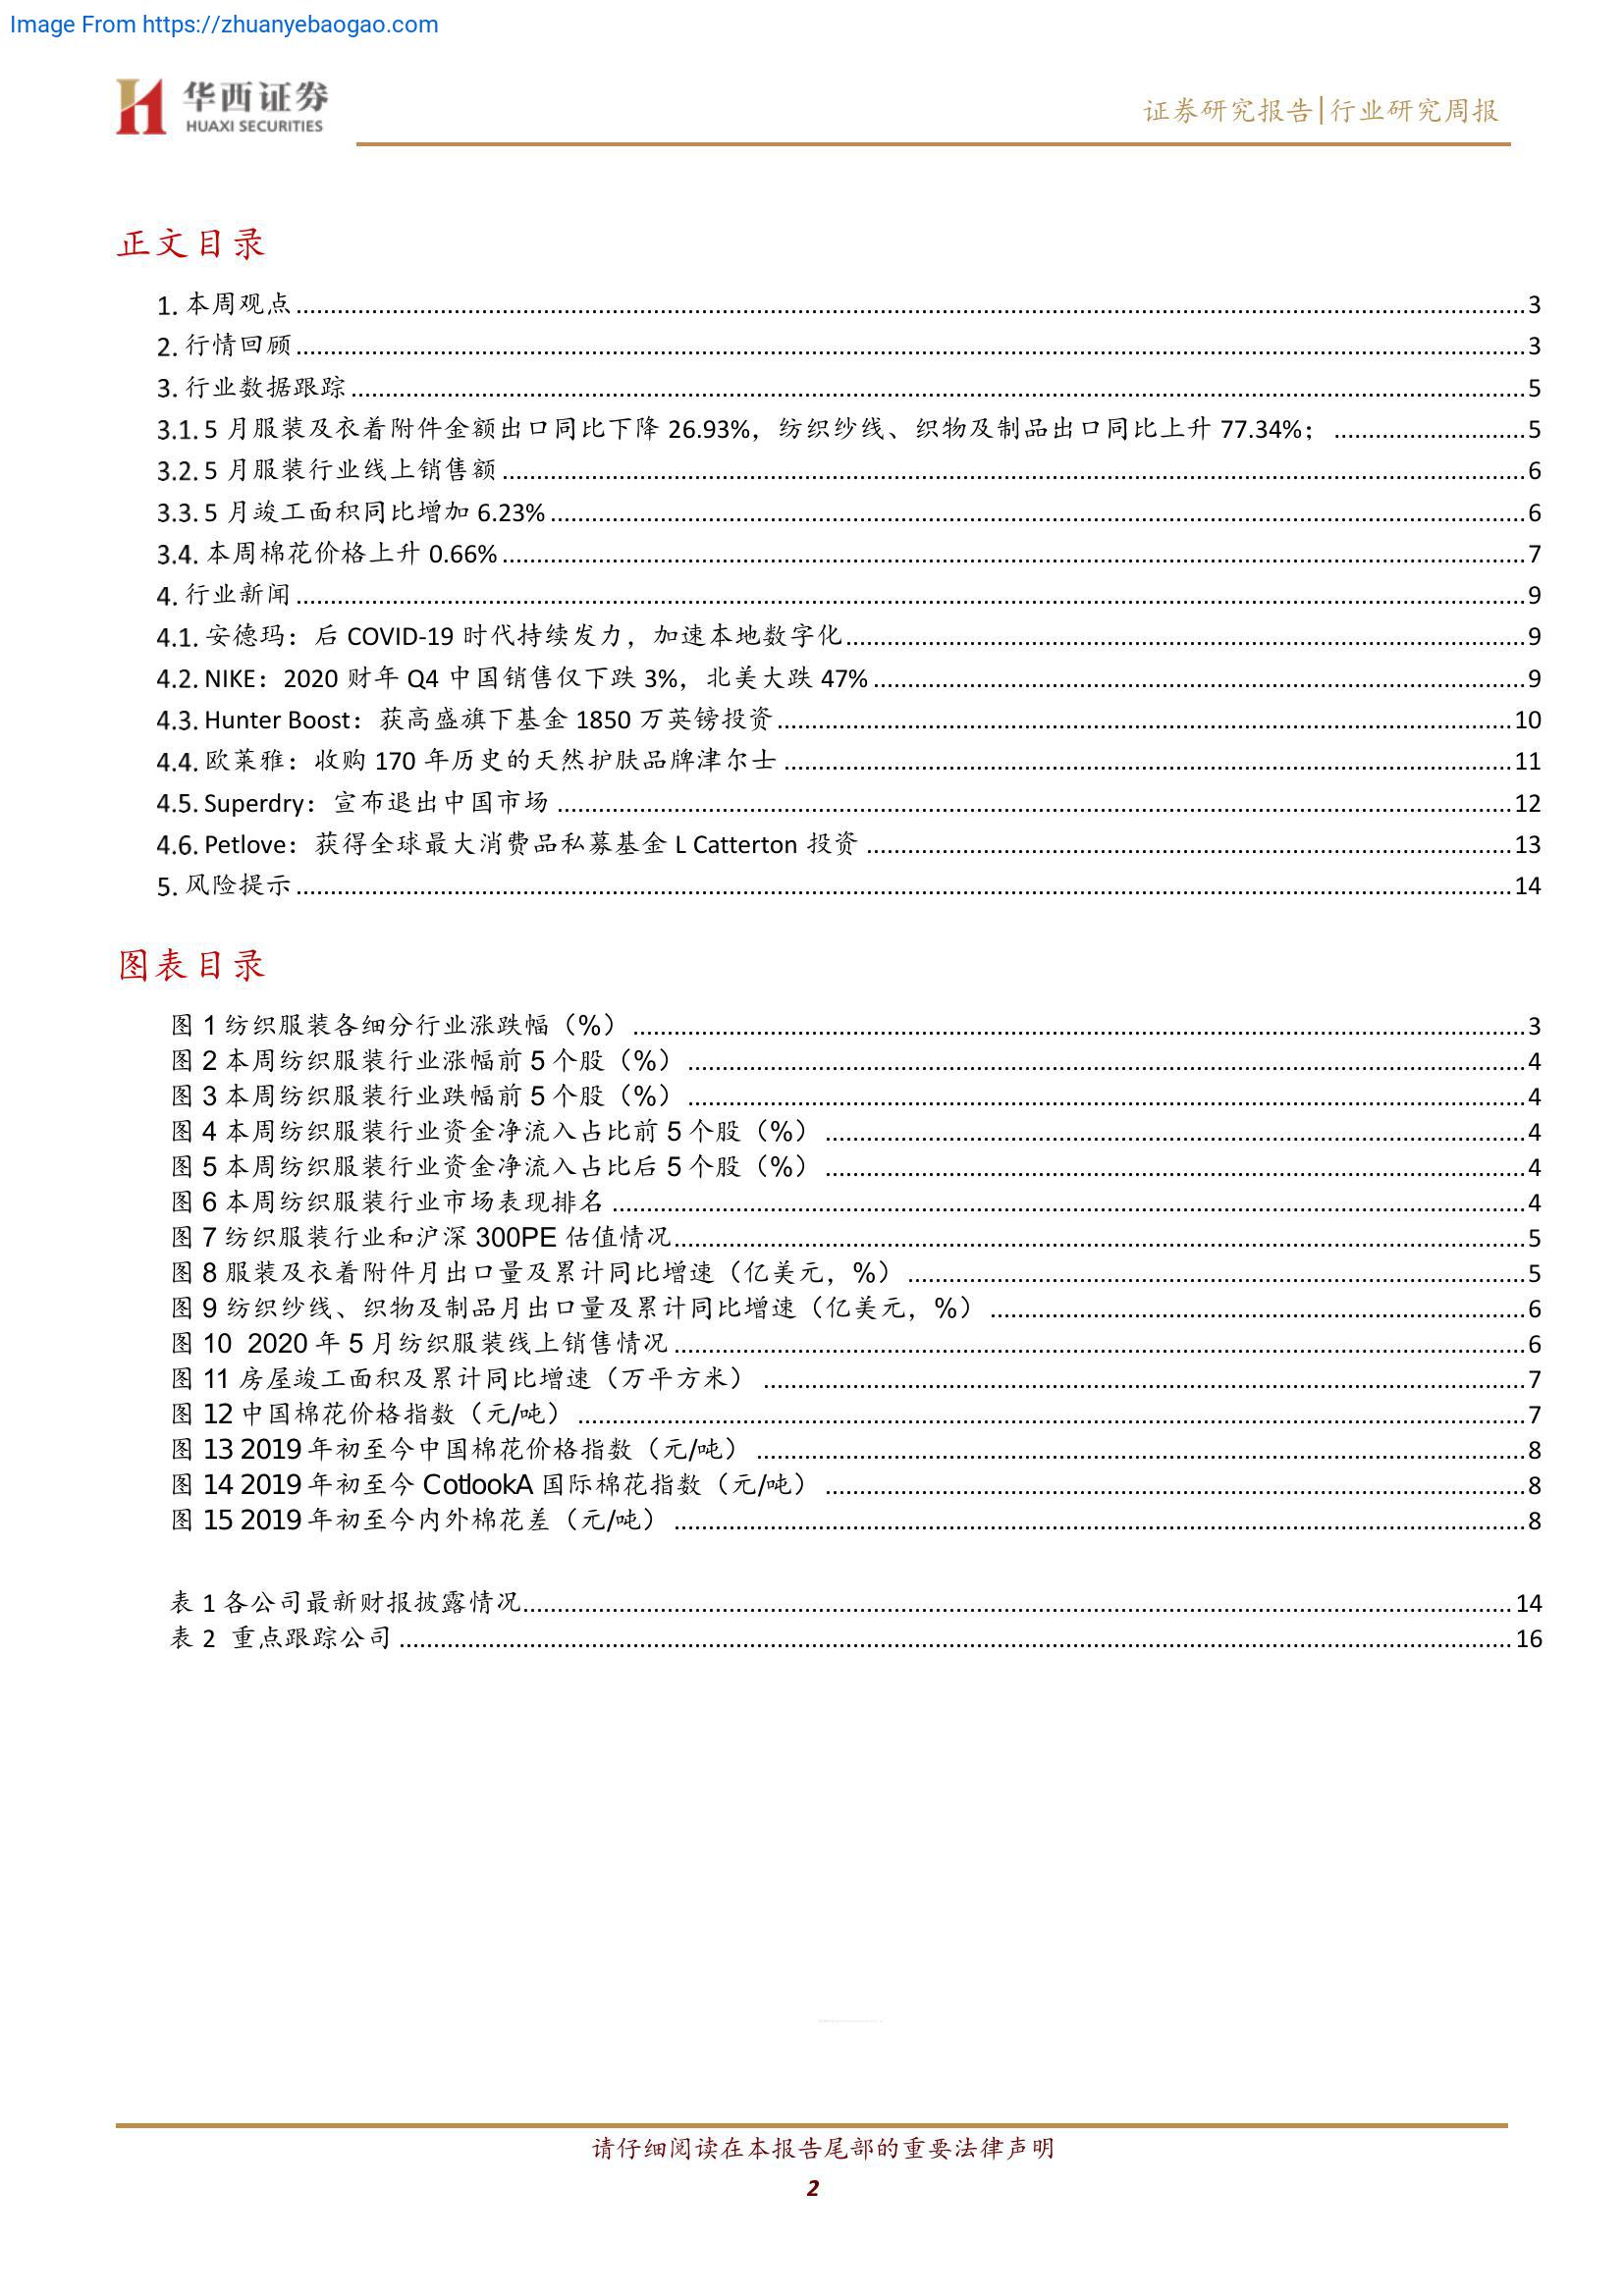 Image From https://zhuanyebaogao.com
华西证券
HUAXI SECURITIES
证券研究报告|行业研究周报
正文目录
1. 本周观点 3
2. 行情回顾 3
3. 行业数据跟踪 5
3.1. 5 月服装及衣着附件金额出口同比下降 26.93%，纺织纱线、织物及制品出口同比上升 77.34%； 5
3.2. 5 月服装行业线上销售额 6
3.3. 5 月竣工面积同比增加 6.23% 6
3.4. 本周棉花价格上升 0.66% 7
4. 行业新闻 9
4.1. 安德玛：后 COVID-19 时代持续发力，加速本地数字化 9
4.2. NIKE：2020 财年 Q4 中国销售仅下跌 3%，北美大跌 47% 9
4.3. Hunter Boost：获高盛旗下基金 1850 万英镑投资 10
4.4. 欧莱雅：收购 170 年历史的天然护肤品牌津尔士 11
4.5. Superdry：宣布退出中国市场 12
4.6. Petlove：获得全球最大消费品私募基金 L Catterton 投资 13
5. 风险提示 14
图表目录
图 1 纺织服装各细分行业涨跌幅（%） 3
图 2 本周纺织服装行业涨幅前 5 个股（%） 4
图 3 本周纺织服装行业跌幅前 5 个股（%） 4
图 4 本周纺织服装行业资金净流入占比前 5 个股（%） 4
图 5 本周纺织服装行业资金净流入占比后 5 个股（%） 4
图 6 本周纺织服装行业市场表现排名 4
图 7 纺织服装行业和沪深 300PE 估值情况 5
图 8 服装及衣着附件月出口量及累计同比增速（亿美元，%） 5
图 9 纺织纱线、织物及制品月出口量及累计同比增速（亿美元，%） 6
图 10 2020 年 5 月纺织服装线上销售情况 6
图 11 房屋竣工面积及累计同比增速（万平方米） 7
图 12 中国棉花价格指数（元/吨） 7
图 13 2019 年初至今中国棉花价格指数（元/吨） 8
图 14 2019 年初至今 CotlookA 国际棉花指数（元/吨） 8
图 15 2019 年初至今内外棉花差（元/吨） 8
表 1 各公司最新财报披露情况 14
表 2 重点跟踪公司 16
请仔细阅读在本报告尾部的重要法律声明
2